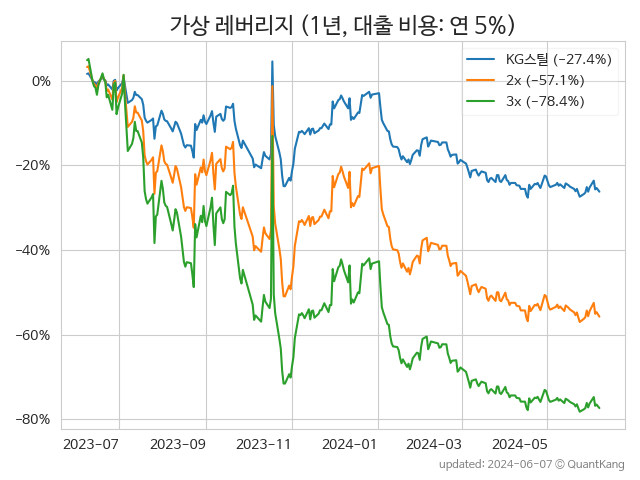 가상 레버리지 (1년, 대출 비용: 연 5%)
KG스틸 (−27.4%)
2x (−57.1%)
3x (−78.4%)
0%
−20%
−40%
−60%
−80%
2023-07 2023-09 2023-11 2024-01 2024-03 2024-05
updated: 2024-06-07 © QuantKang